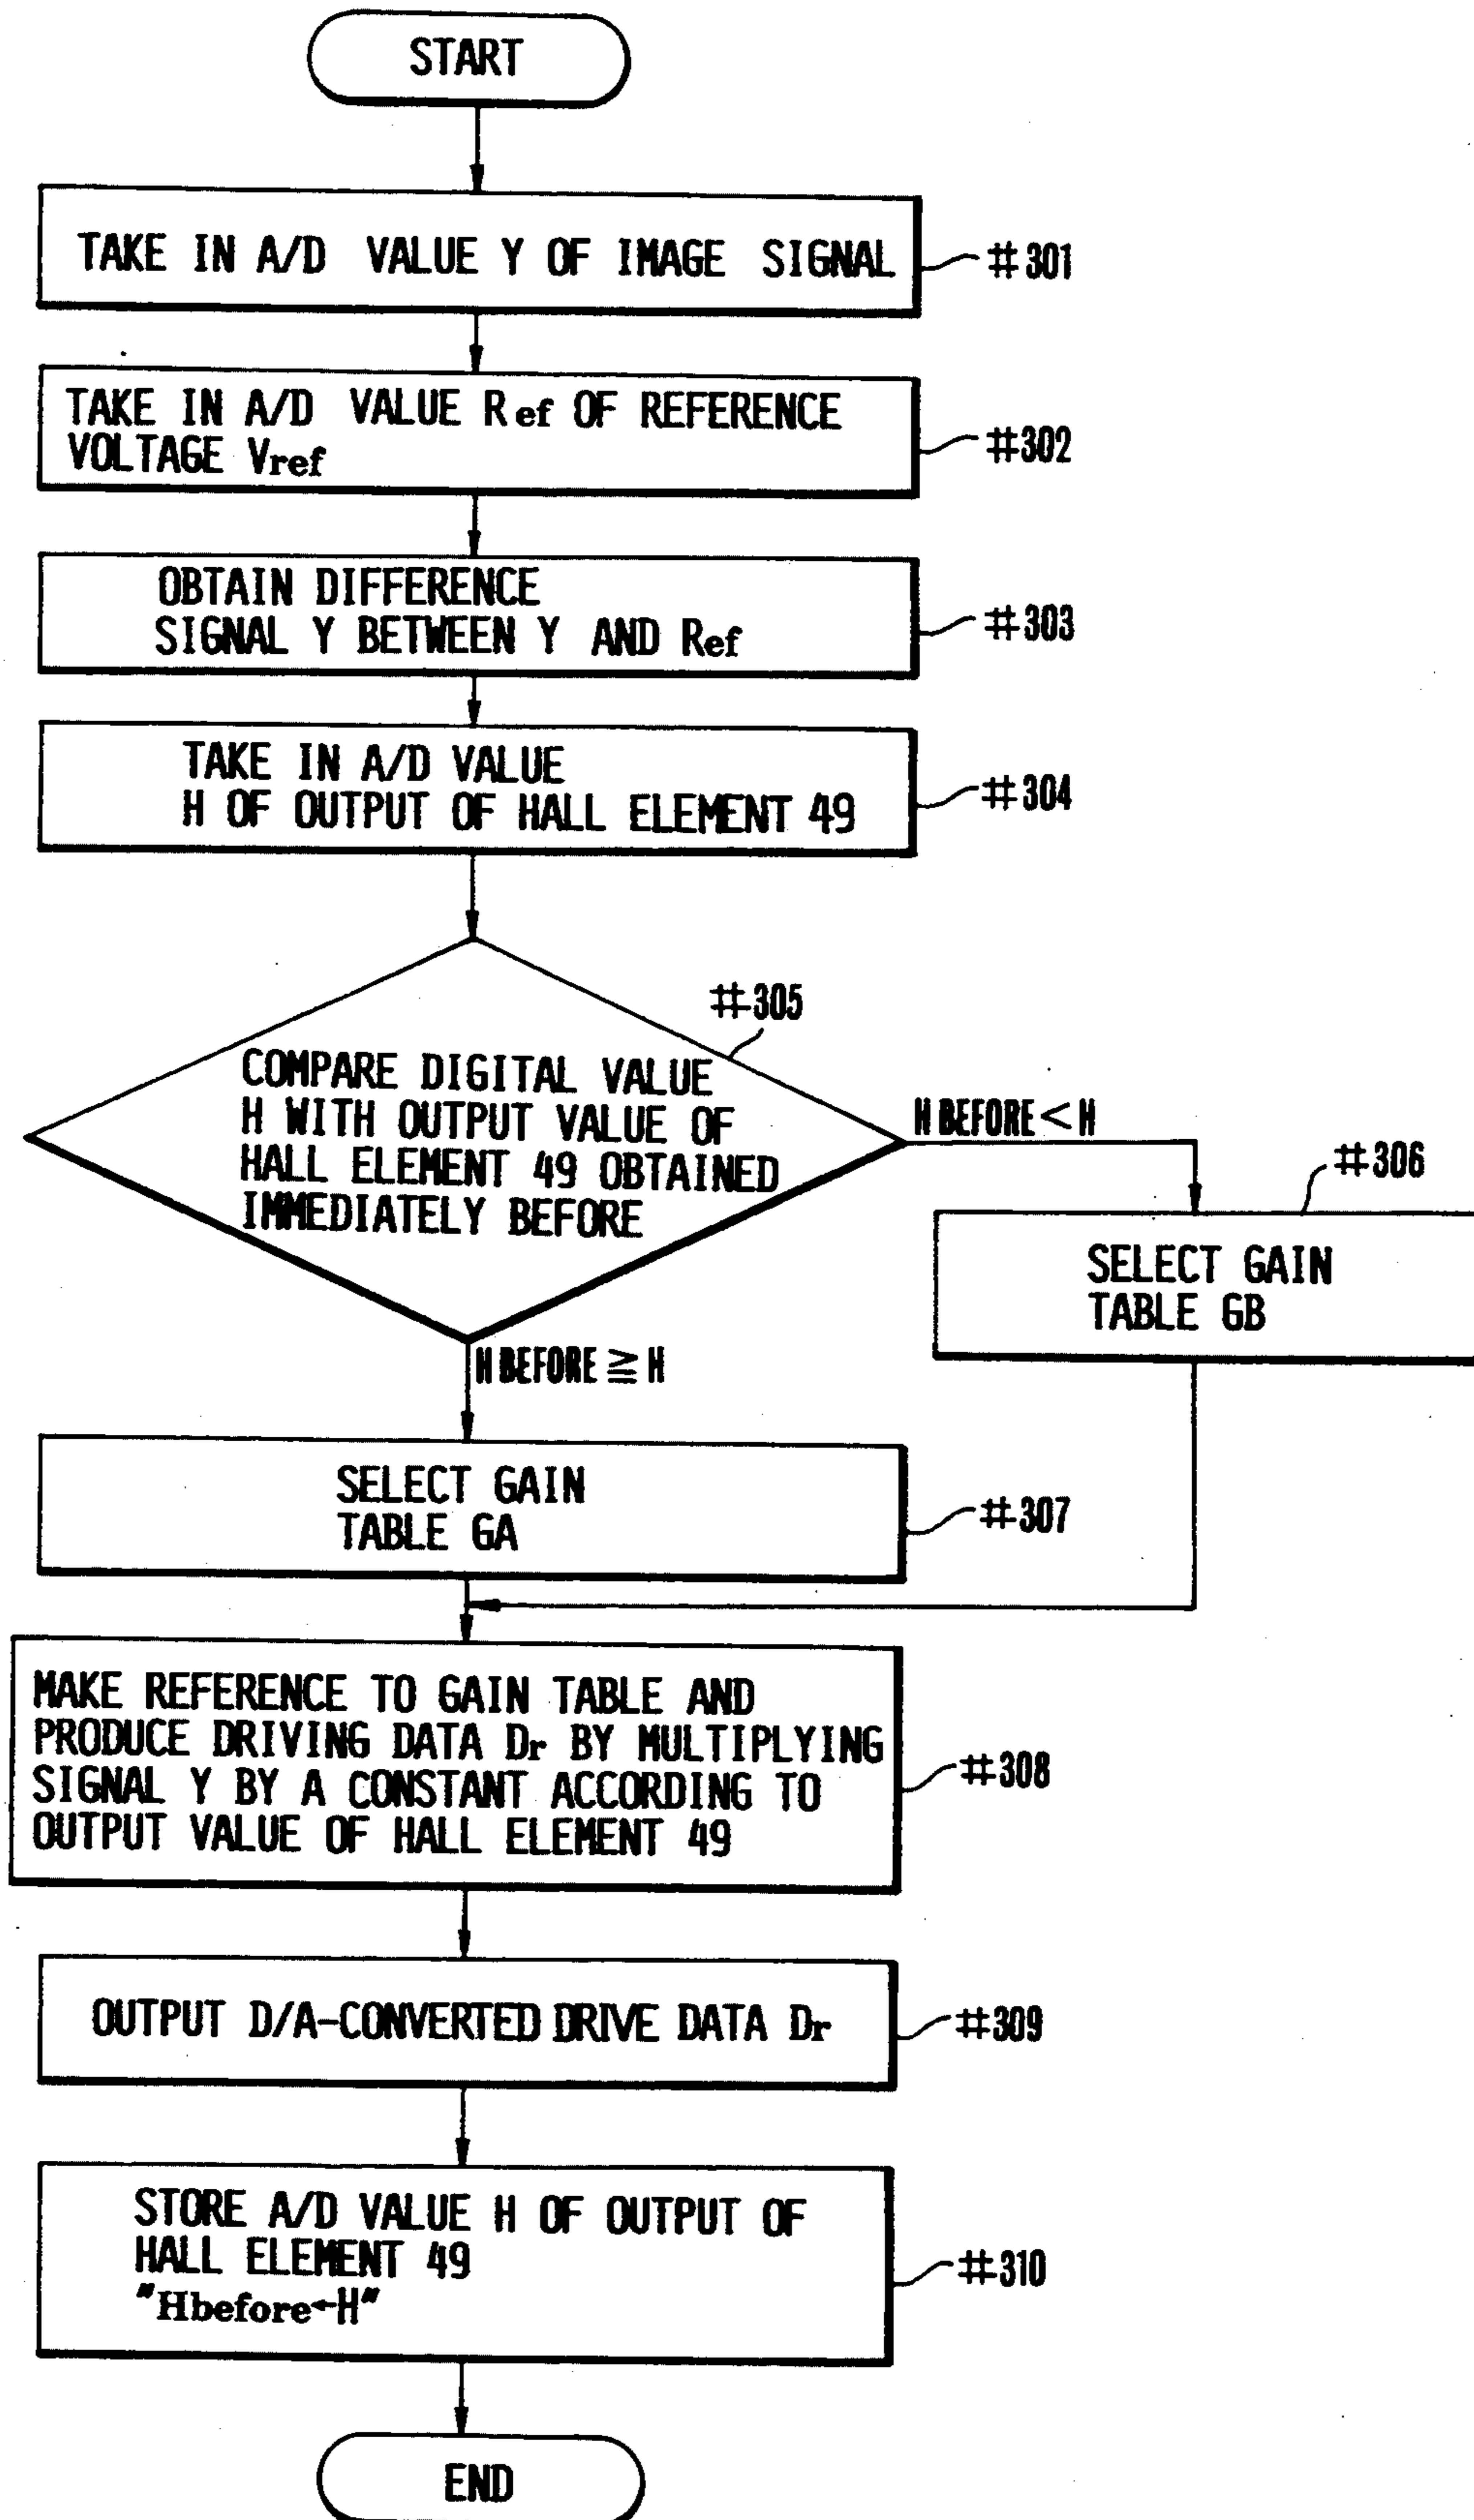 START
TAKE IN A/D VALUE Y OF IMAGE SIGNAL
#301
TAKE IN A/D VALUE Ref OF REFERENCE
VOLTAGE Vref
#302
OBTAIN DIFFERENCE
SIGNAL Y BETWEEN Y AND Ref
#303
TAKE IN A/D VALUE
H OF OUTPUT OF HALL ELEMENT 49
#304
#305
COMPARE DIGITAL VALUE
H WITH OUTPUT VALUE OF
HALL ELEMENT 49 OBTAINED
IMMEDIATELY BEFORE
H BEFORE < H
#306
SELECT GAIN
TABLE GB
H BEFORE ≧ H
SELECT GAIN
TABLE GA
#307
MAKE REFERENCE TO GAIN TABLE AND
PRODUCE DRIVING DATA Dr BY MULTIPLYING
SIGNAL Y BY A CONSTANT ACCORDING TO
OUTPUT VALUE OF HALL ELEMENT 49
#308
OUTPUT D/A-CONVERTED DRIVE DATA Dr
#309
STORE A/D VALUE H OF OUTPUT OF
HALL ELEMENT 49
"Hbefore←H"
#310
END